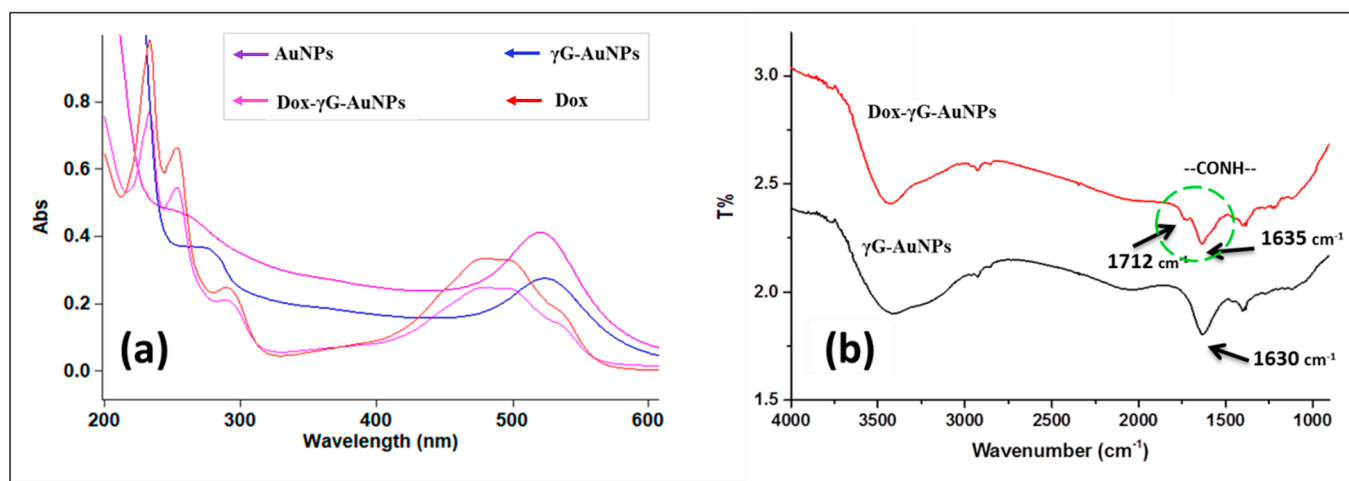 AuNPs
γG-AuNPs
Dox-γG-AuNPs
Dox
0.8
0.6
0.4
0.2
0.0
Abs
(a)
200 300 400 500 600
Wavelength (nm)
3.0
2.5
2.0
1.5
T%
Dox-γG-AuNPs
--CONH--
γG-AuNPs
1712 cm⁻¹
1635 cm⁻¹
(b)
1630 cm⁻¹
4000 3500 3000 2500 2000 1500 1000
Wavenumber (cm⁻¹)